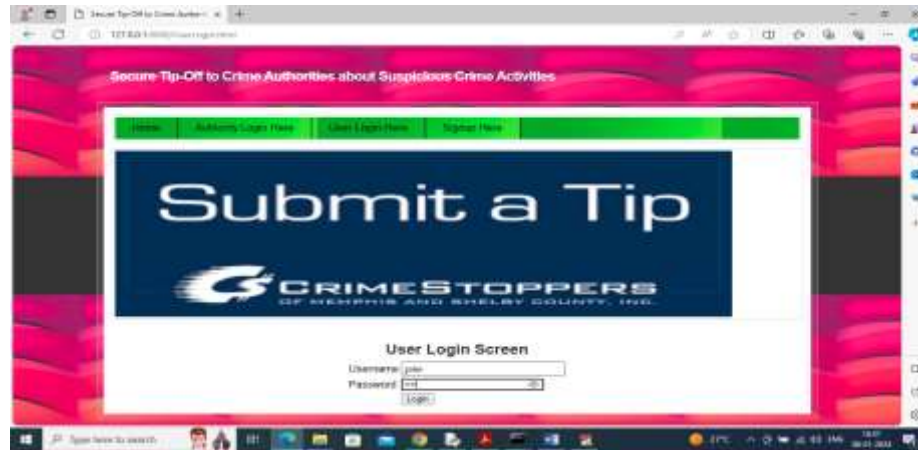 Secure Tip-Off to Crime Authorities about Suspicious Crime Activities
Home Authority Login Here User Login Here Signup Here
Submit a Tip
CRIMESTOPPERS
OF MEMPHIS AND SHELBY COUNTY, INC.
User Login Screen
Username
Password
Login
Type here to search